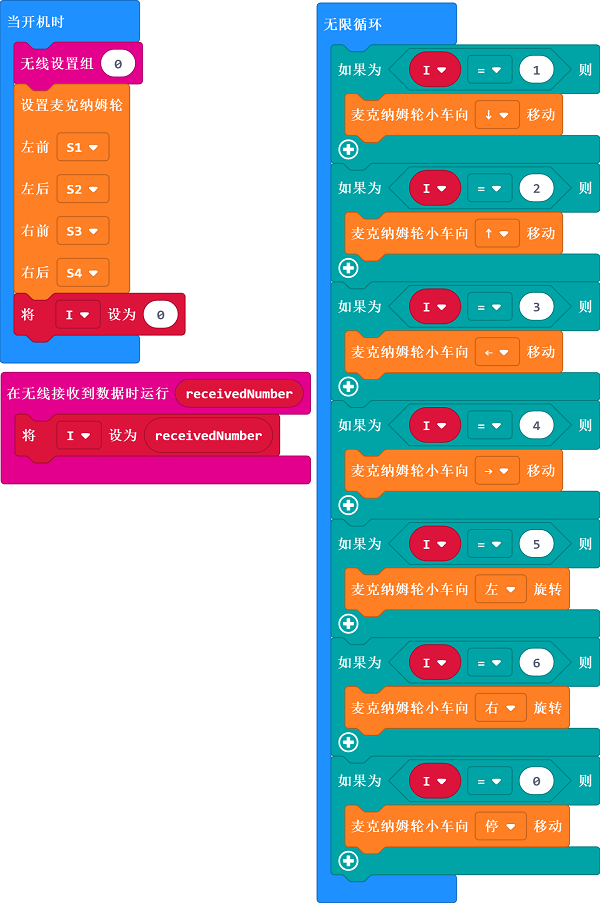 当开机时
无线设置组 0
设置麦克纳姆轮
左前 S1
左后 S2
右前 S3
右后 S4
将 I 设为 0
在无线接收到数据时运行 receivedNumber
将 I 设为 receivedNumber
无限循环
如果为 I = 1 则
麦克纳姆轮小车向 ↓ 移动
如果为 I = 2 则
麦克纳姆轮小车向 ↑ 移动
如果为 I = 3 则
麦克纳姆轮小车向 ← 移动
如果为 I = 4 则
麦克纳姆轮小车向 → 移动
如果为 I = 5 则
麦克纳姆轮小车向 左 旋转
如果为 I = 6 则
麦克纳姆轮小车向 右 旋转
如果为 I = 0 则
麦克纳姆轮小车向 停 移动